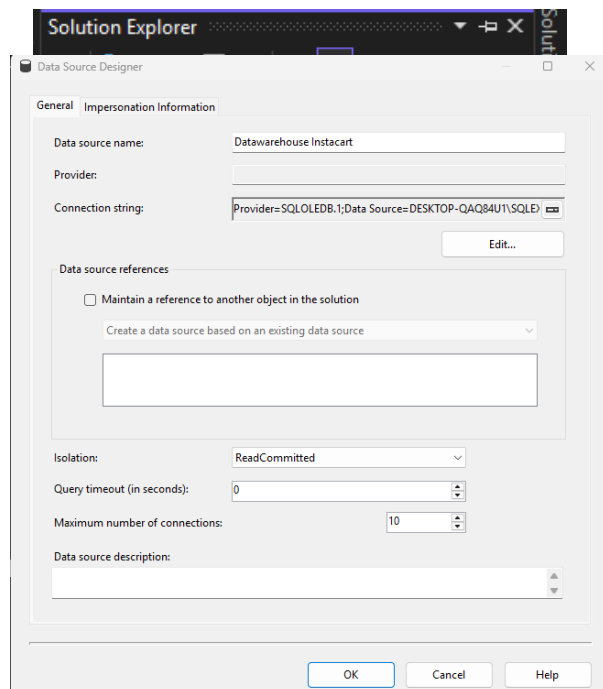 Solution Explorer
Solut
Data Source Designer
General Impersonation Information
Data source name: Datawarehouse Instacart
Provider:
Connection string: Provider=SQLOLEDB.1;Data Source=DESKTOP-QAQ84U1\SQLEX
Edit...
Data source references
Maintain a reference to another object in the solution
Create a data source based on an existing data source
Isolation: ReadCommitted
Query timeout (in seconds): 0
Maximum number of connections: 10
Data source description:
OK Cancel Help